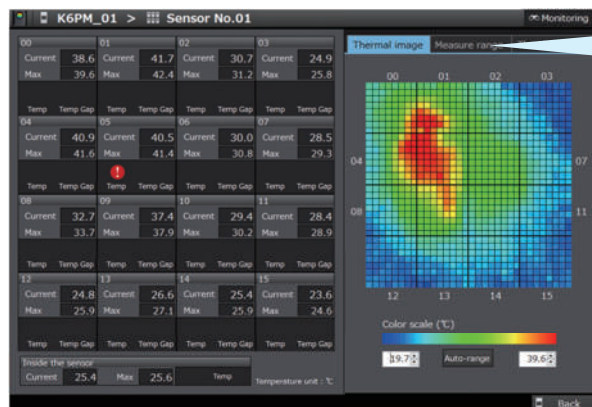 K6PM_01 > Sensor No.01 Monitoring
00 01 02 03
Current 38.6 Current 41.7 Current 30.7 Current 24.9
Max 39.6 Max 42.4 Max 31.2 Max 25.8
Temp Temp Gap Temp Temp Gap Temp Temp Gap Temp Temp Gap
04 05 06 07
Current 40.9 Current 40.5 Current 30.0 Current 28.5
Max 41.6 Max 41.4 Max 30.8 Max 29.3
!
Temp Temp Gap Temp Temp Gap Temp Temp Gap Temp Temp Gap
08 09 10 11
Current 32.7 Current 37.4 Current 29.4 Current 28.4
Max 33.7 Max 37.9 Max 30.2 Max 28.9
Temp Temp Gap Temp Temp Gap Temp Temp Gap Temp Temp Gap
12 13 14 15
Current 24.8 Current 26.6 Current 25.4 Current 23.6
Max 25.9 Max 27.1 Max 25.9 Max 24.6
Temp Temp Gap Temp Temp Gap Temp Temp Gap Temp Temp Gap
Inside the sensor
Current 25.4 Max 25.6 Temp Temperature unit : ℃
Thermal image Measure range
00 01 02 03
04 07
08 11
12 13 14 15
Color scale (℃)
19.7 Auto-range 39.6
Back